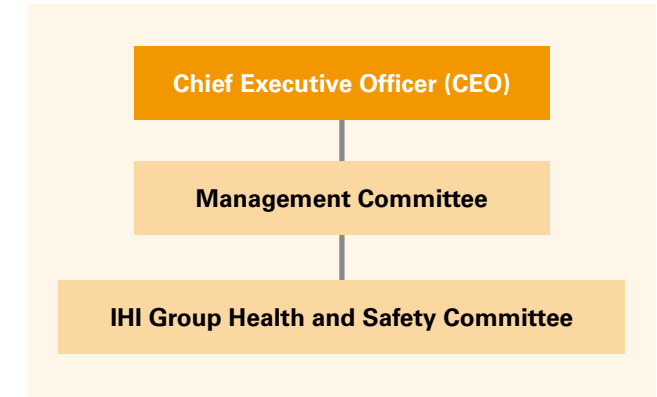 Chief Executive Officer (CEO)
Management Committee
IHI Group Health and Safety Committee